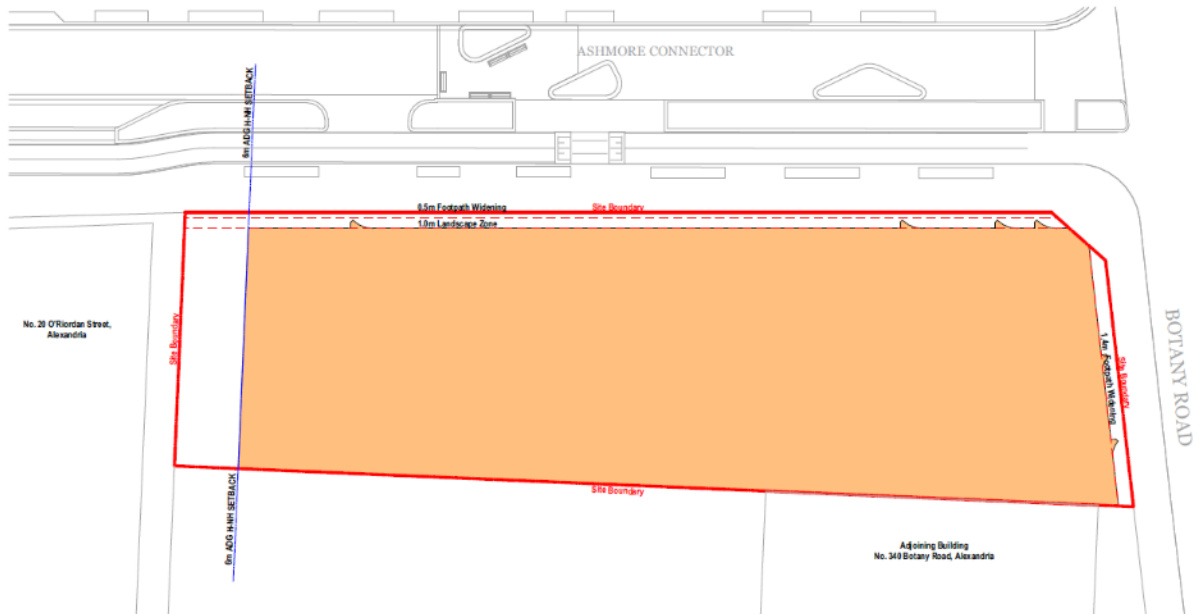 ASHMORE CONNECTOR
6m ADG H-NH SETBACK
0.5m Footpath Widening
Site Boundary
1.0m Landscape Zone
No. 20 O'Riordan Street,
Alexandria
Site Boundary
BOTANY ROAD
1.4m Footpath Widening
Site Boundary
6m ADG H-NH SETBACK
Site Boundary
Adjoining Building
No. 340 Botany Road, Alexandria